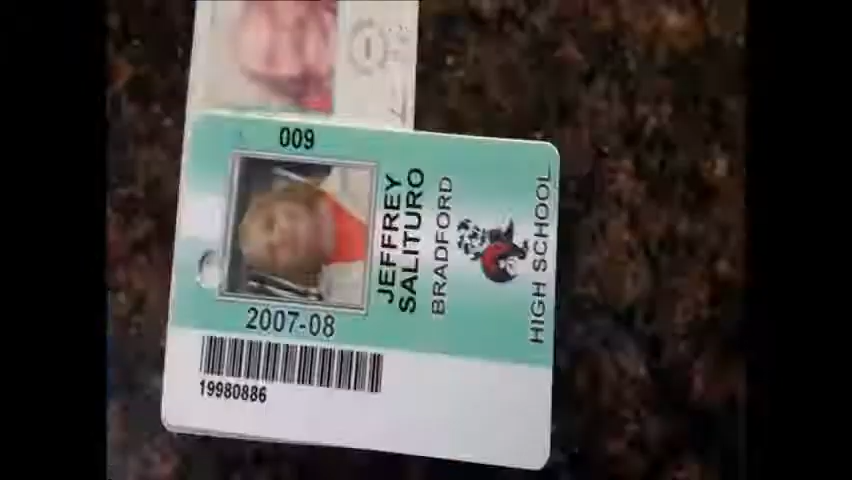 009
JEFFREY
SALITURO
BRADFORD
HIGH SCHOOL
2007-08
19980886